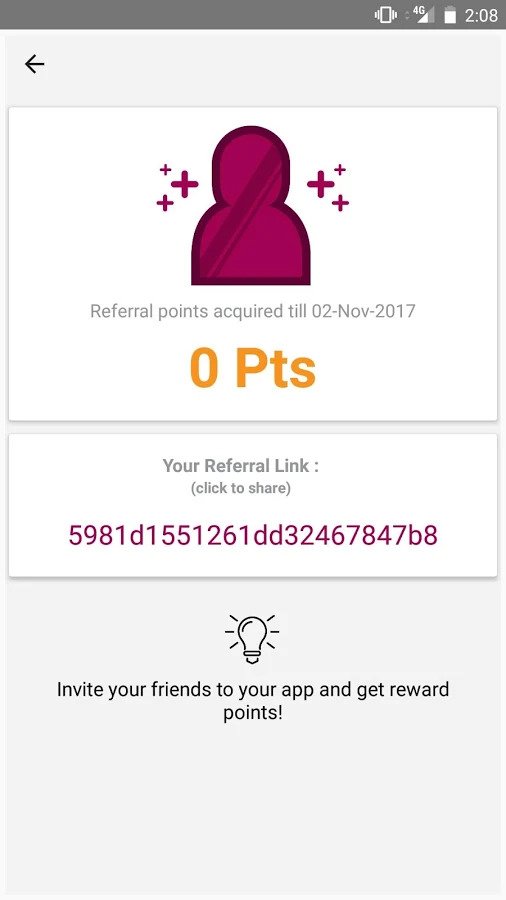 4G 2:08
Referral points acquired till 02-Nov-2017
0 Pts
Your Referral Link :
(click to share)
5981d1551261dd32467847b8
Invite your friends to your app and get reward
points!